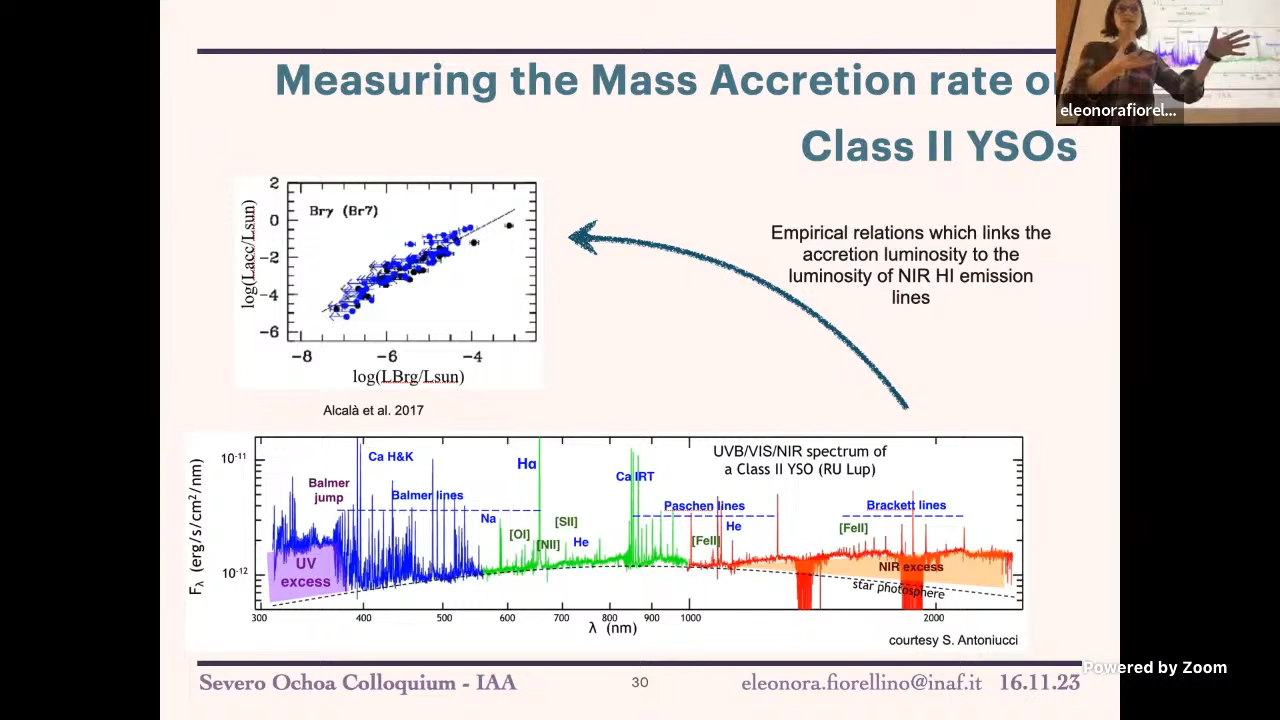 Measuring the Mass Accretion rate
Class II YSOs
eleonorafiorel...
Empirical relations which links the
accretion luminosity to the
luminosity of NIR HI emission
lines
Brγ (Br7)
log(Lacc/Lsun)
2
0
−2
−4
−6
−8
−6
−4
log(LBrg/Lsun)
Alcalà et al. 2017
UVB/VIS/NIR spectrum of
a Class II YSO (RU Lup)
Fλ (erg/s/cm²/nm)
10⁻¹¹
10⁻¹²
Balmer
jump
Ca H&K
Balmer lines
UV
excess
Na
Hα
[OI]
[NII]
[SII]
He
Ca IRT
Paschen lines
[FeII]
He
Brackett lines
[FeII]
NIR excess
star photosphere
300
400
500
600
700
800
900
1000
2000
λ (nm)
courtesy S. Antoniucci
Powered by Zoom
Severo Ochoa Colloquium - IAA
30
eleonora.fiorellino@inaf.it
16.11.23